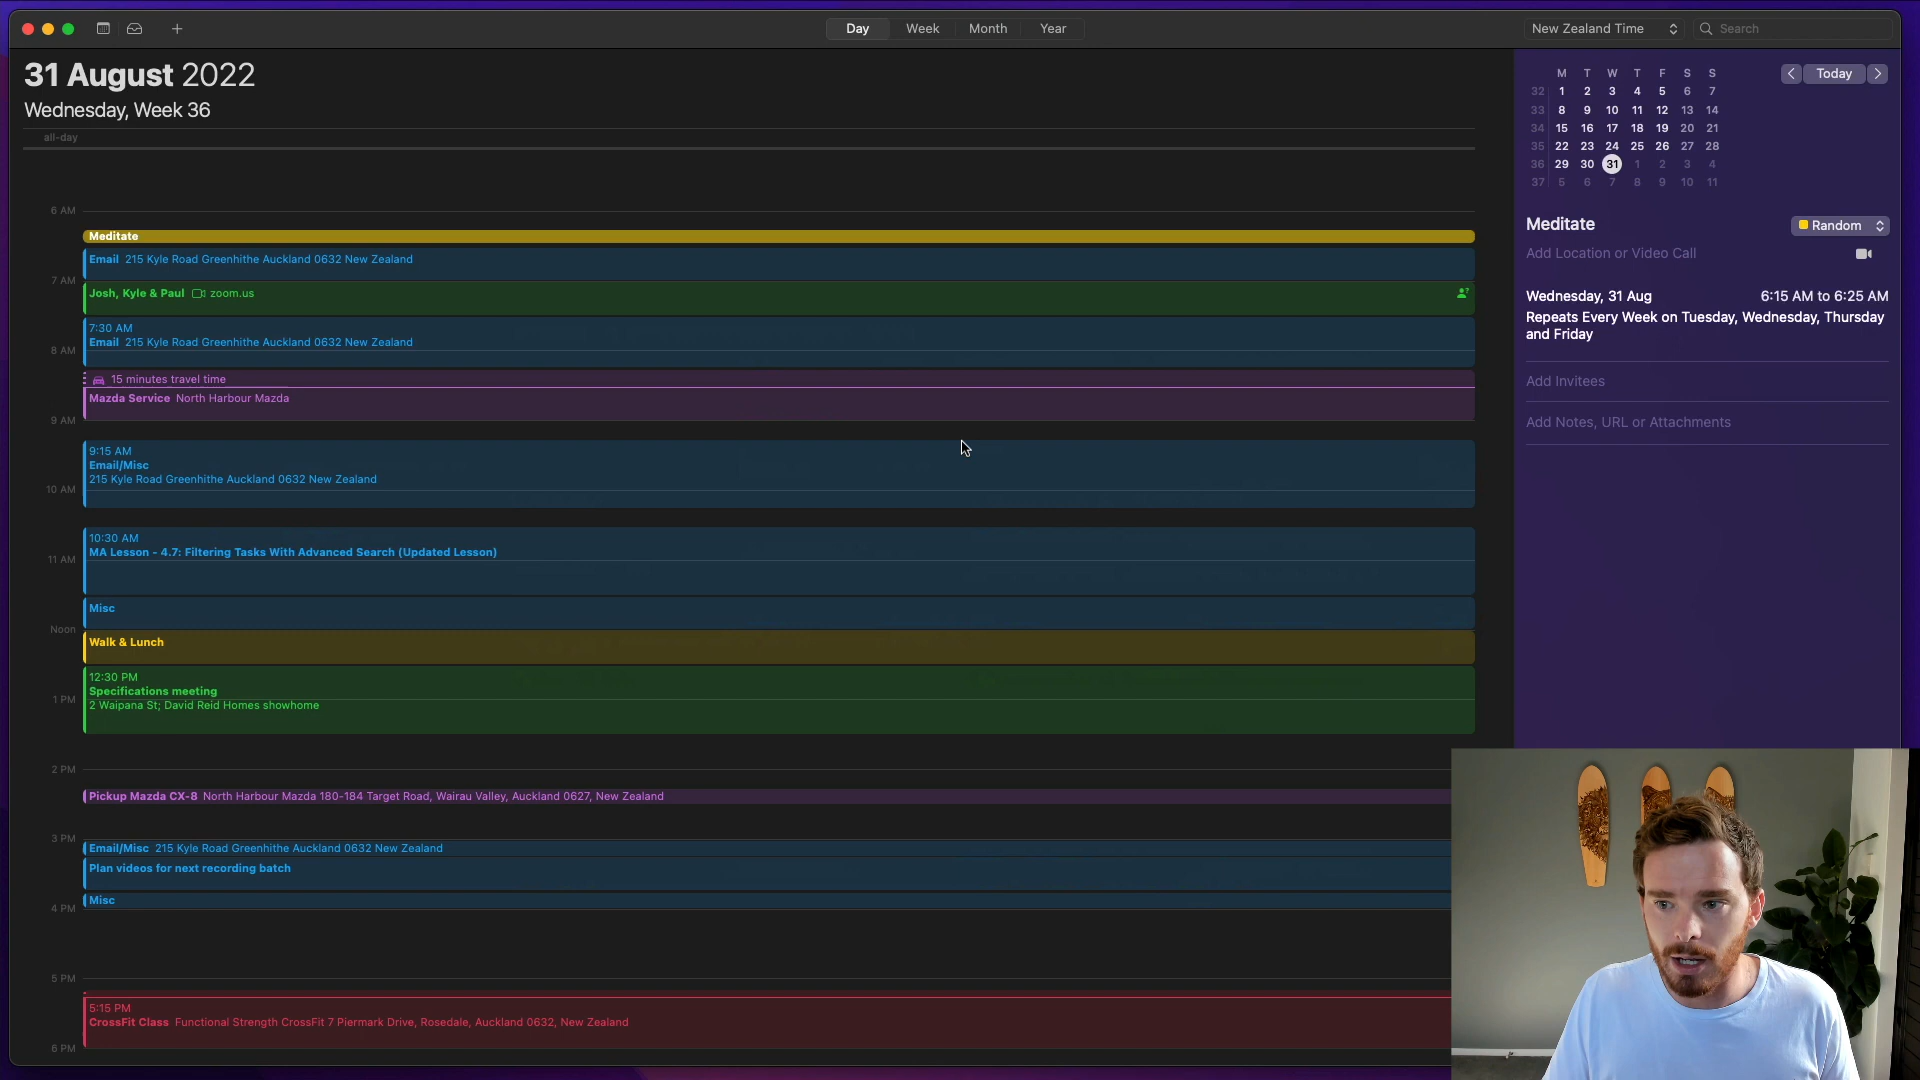 Day
Week
Month
Year
New Zealand Time
Search
31 August 2022
Wednesday, Week 36
all-day
6 AM
Meditate
Email 215 Kyle Road Greenhithe Auckland 0632 New Zealand
7 AM
Josh, Kyle & Paul zoom.us
7:30 AM
Email 215 Kyle Road Greenhithe Auckland 0632 New Zealand
8 AM
15 minutes travel time
Mazda Service North Harbour Mazda
9 AM
9:15 AM
Email/Misc
215 Kyle Road Greenhithe Auckland 0632 New Zealand
10 AM
10:30 AM
MA Lesson - 4.7: Filtering Tasks With Advanced Search (Updated Lesson)
11 AM
Misc
Noon
Walk & Lunch
12:30 PM
Specifications meeting
1 PM
2 Waipana St; David Reid Homes showhome
2 PM
Pickup Mazda CX-8 North Harbour Mazda 180-184 Target Road, Wairau Valley, Auckland 0627, New Zealand
3 PM
Email/Misc 215 Kyle Road Greenhithe Auckland 0632 New Zealand
Plan videos for next recording batch
Misc
4 PM
5 PM
5:15 PM
CrossFit Class Functional Strength CrossFit 7 Piermark Drive, Rosedale, Auckland 0632, New Zealand
6 PM
M T W T F S S
32 1 2 3 4 5 6 7
33 8 9 10 11 12 13 14
34 15 16 17 18 19 20 21
35 22 23 24 25 26 27 28
36 29 30 31 1 2 3 4
37 5 6 7 8 9 10 11
Today
Meditate
Random
Add Location or Video Call
Wednesday, 31 Aug 6:15 AM to 6:25 AM
Repeats Every Week on Tuesday, Wednesday, Thursday
and Friday
Add Invitees
Add Notes, URL or Attachments